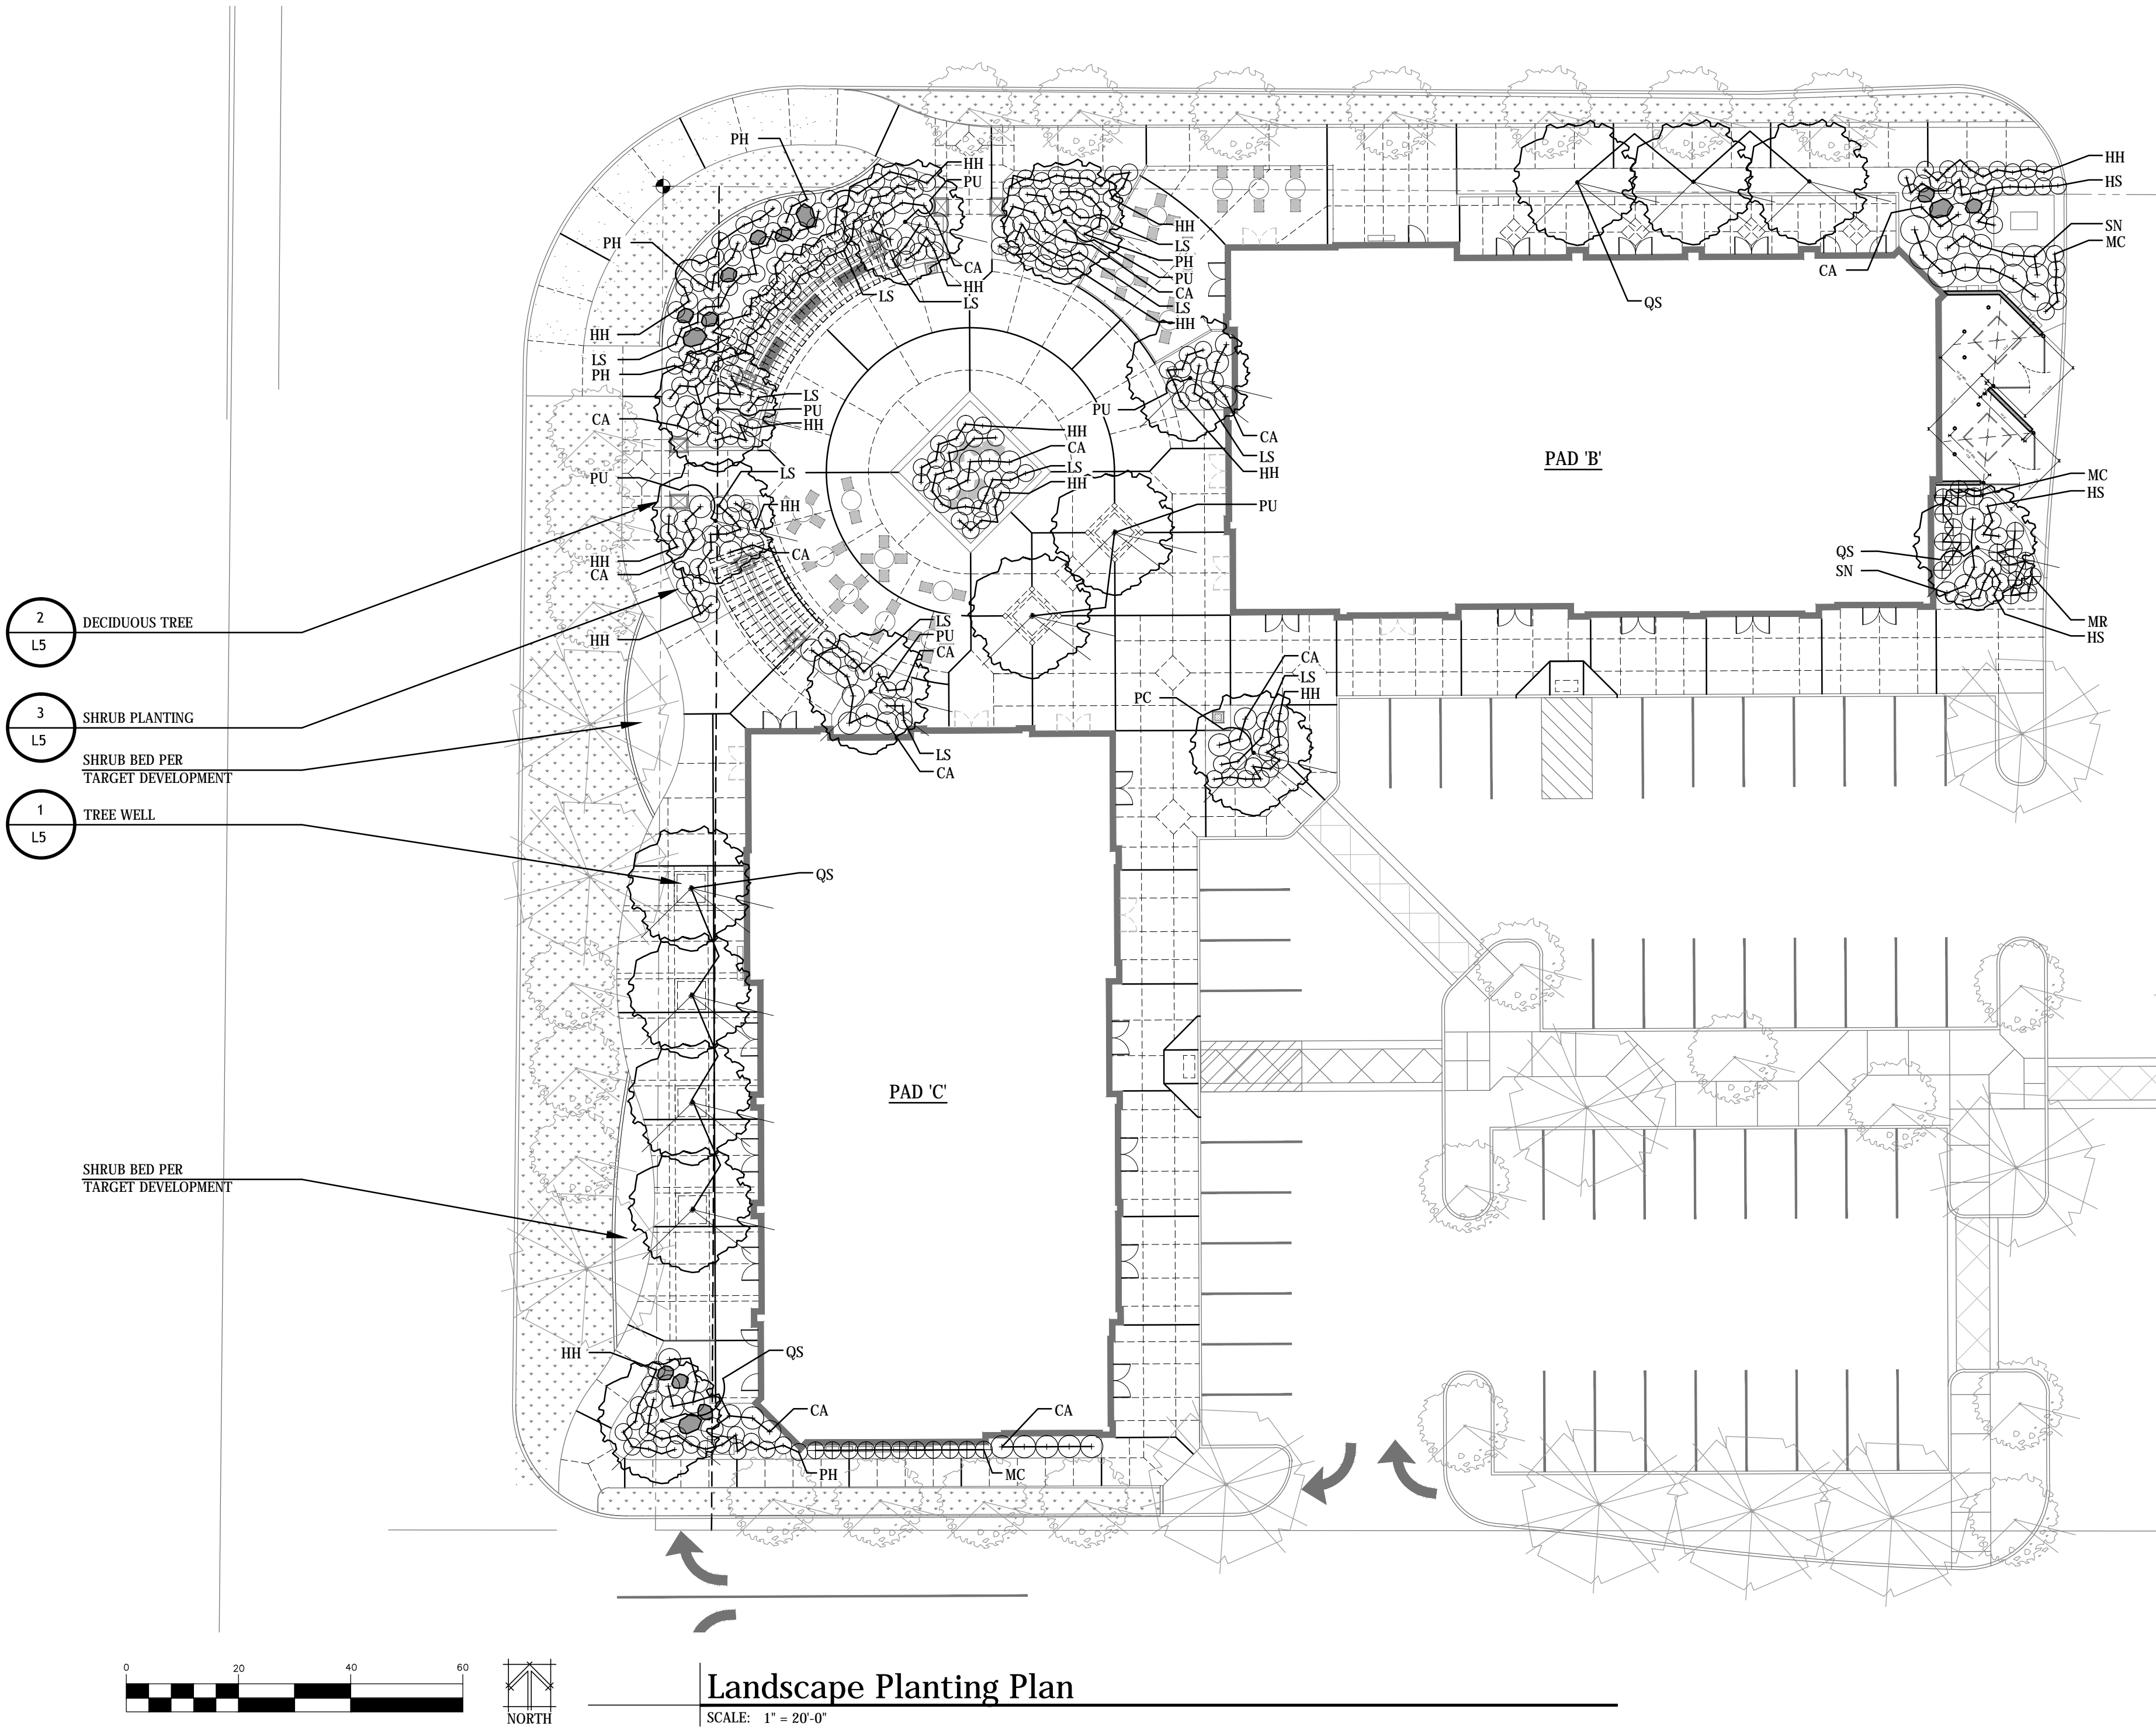 PH
HH
PU
HH
HS
PH
HH
LS
PH
PU
CA
LS
HH
SN
MC
CA
HH
LS
LS
CA
QS
HH
LS
PH
CA
LS
PU
HH
PU
HH
CA
LS
HH
CA
LS
HH
PAD 'B'
PU
LS
HH
CA
PU
MC
HS
HH
CA
QS
SN
HH
MR
HS
2
L5
DECIDUOUS TREE
LS
PU
CA
3
L5
SHRUB PLANTING
CA
LS
HH
PC
SHRUB BED PER
TARGET DEVELOPMENT
LS
CA
1
L5
TREE WELL
QS
PAD 'C'
SHRUB BED PER
TARGET DEVELOPMENT
HH
QS
CA
CA
PH
MC
0 20 40 60
NORTH
Landscape Planting Plan
SCALE: 1" = 20'-0"